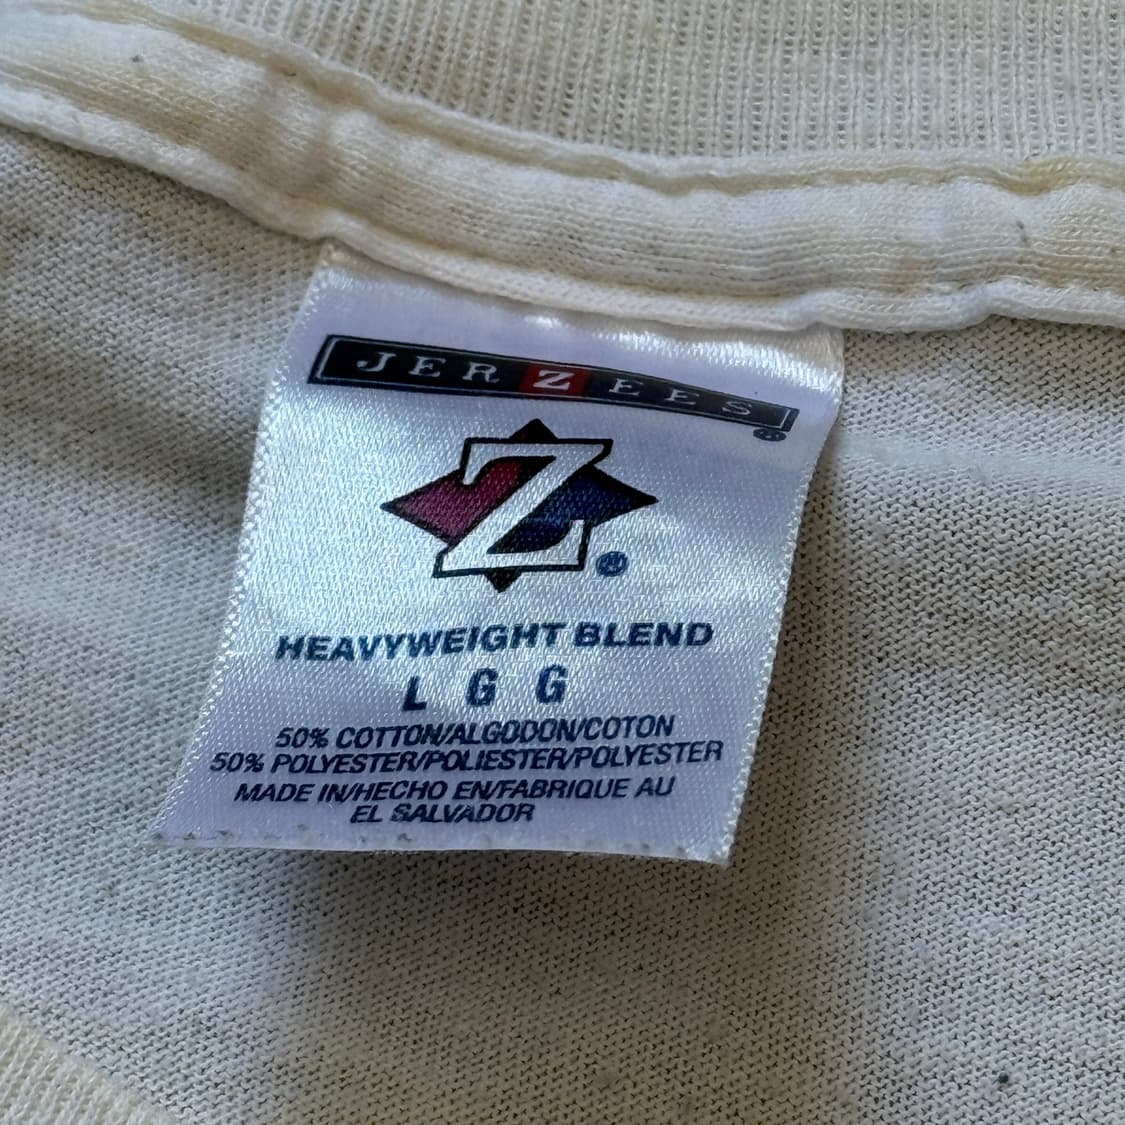 JERZEES
Z
HEAVYWEIGHT BLEND
L G G
50% COTTON/ALGODON/COTON
50% POLYESTER/POLIESTER/POLYESTER
MADE IN/HECHO EN/FABRIQUE AU
EL SALVADOR